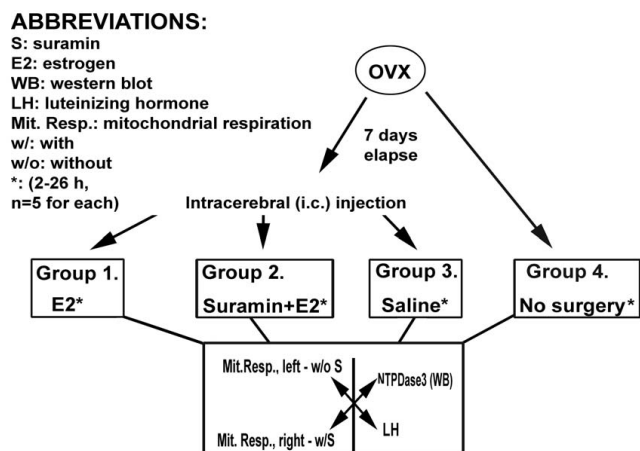 ABBREVIATIONS:
S: suramin
E2: estrogen
WB: western blot
LH: luteinizing hormone
Mit. Resp.: mitochondrial respiration
w/: with
w/o: without
*: (2-26 h,
n=5 for each)
OVX
7 days
elapse
Intracerebral (i.c.) injection
Group 1.
E2*
Group 2.
Suramin+E2*
Group 3.
Saline*
Group 4.
No surgery*
Mit.Resp., left - w/o S
NTPDase3 (WB)
Mit. Resp., right - w/S
LH